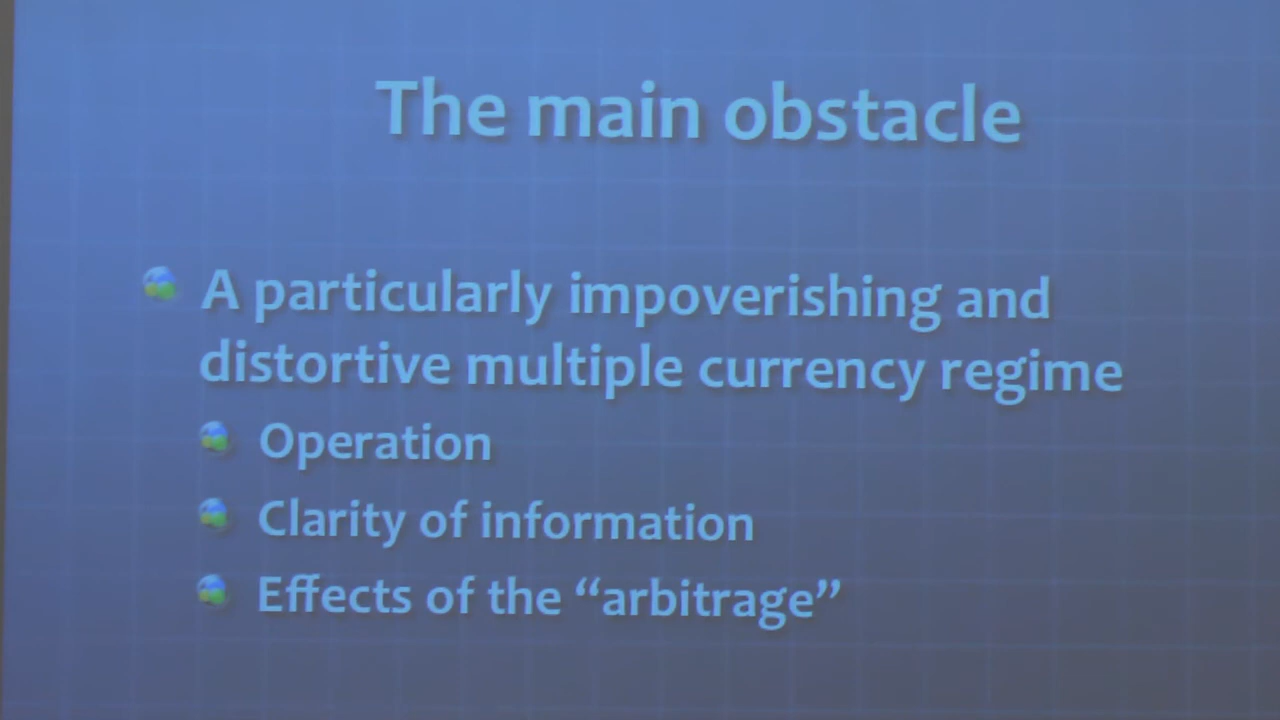 The main obstacle
A particularly impoverishing and
distortive multiple currency regime
Operation
Clarity of information
Effects of the “arbitrage”